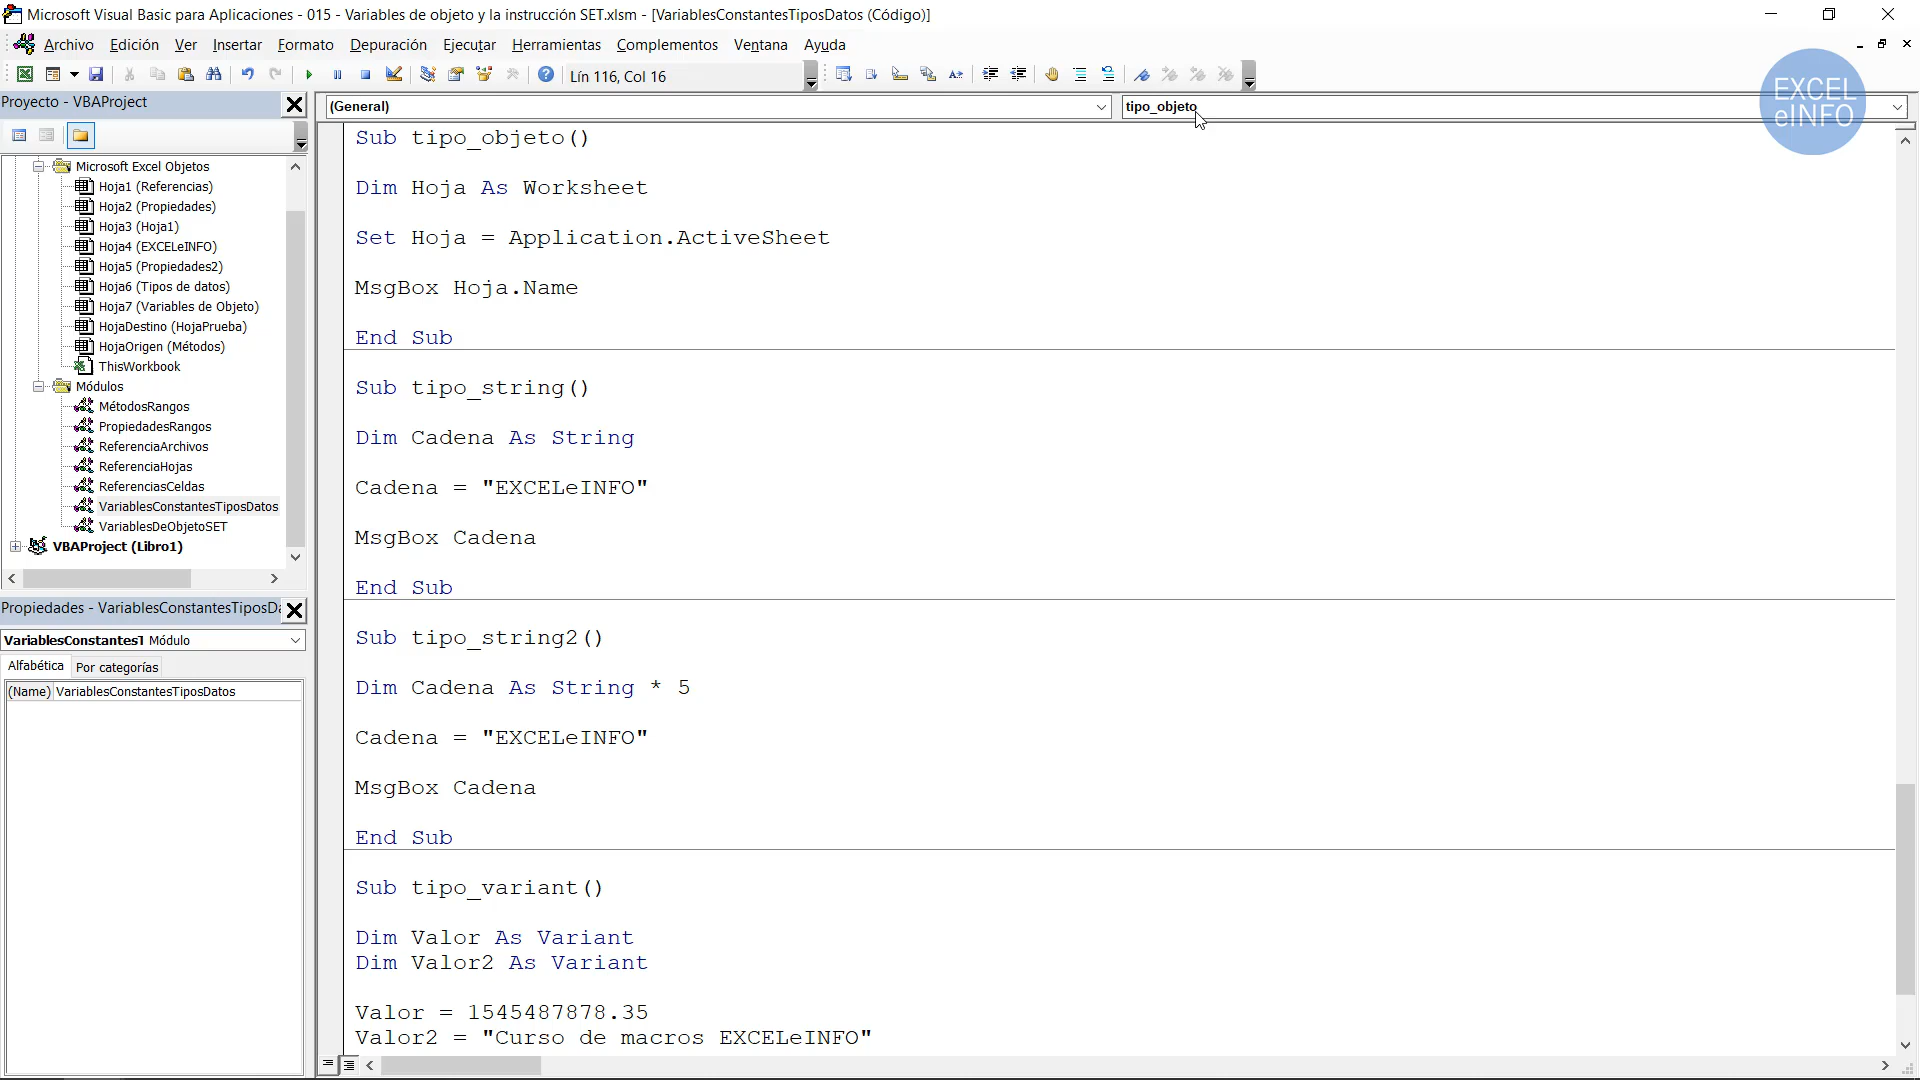 Microsoft Visual Basic para Aplicaciones - 015 - Variables de objeto y la instrucción SET.xlsm - [VariablesConstantesTiposDatos (Código)]
Archivo Edición Ver Insertar Formato Depuración Ejecutar Herramientas Complementos Ventana Ayuda
Lín 116, Col 16
EXCEL
eINFO
Proyecto - VBAProject
(General)
tipo_objeto
Microsoft Excel Objetos
Hoja1 (Referencias)
Hoja2 (Propiedades)
Hoja3 (Hoja1)
Hoja4 (EXCELeINFO)
Hoja5 (Propiedades2)
Hoja6 (Tipos de datos)
Hoja7 (Variables de Objeto)
HojaDestino (HojaPrueba)
HojaOrigen (Métodos)
ThisWorkbook
Módulos
MétodosRangos
PropiedadesRangos
ReferenciaArchivos
ReferenciaHojas
ReferenciasCeldas
VariablesConstantesTiposDatos
VariablesDeObjetoSET
VBAProject (Libro1)
Propiedades - VariablesConstantesTiposDa
VariablesConstantesT Módulo
Alfabética Por categorías
(Name) VariablesConstantesTiposDatos
Sub tipo_objeto()
Dim Hoja As Worksheet
Set Hoja = Application.ActiveSheet
MsgBox Hoja.Name
End Sub
Sub tipo_string()
Dim Cadena As String
Cadena = "EXCELeINFO"
MsgBox Cadena
End Sub
Sub tipo_string2()
Dim Cadena As String * 5
Cadena = "EXCELeINFO"
MsgBox Cadena
End Sub
Sub tipo_variant()
Dim Valor As Variant
Dim Valor2 As Variant
Valor = 1545487878.35
Valor2 = "Curso de macros EXCELeINFO"